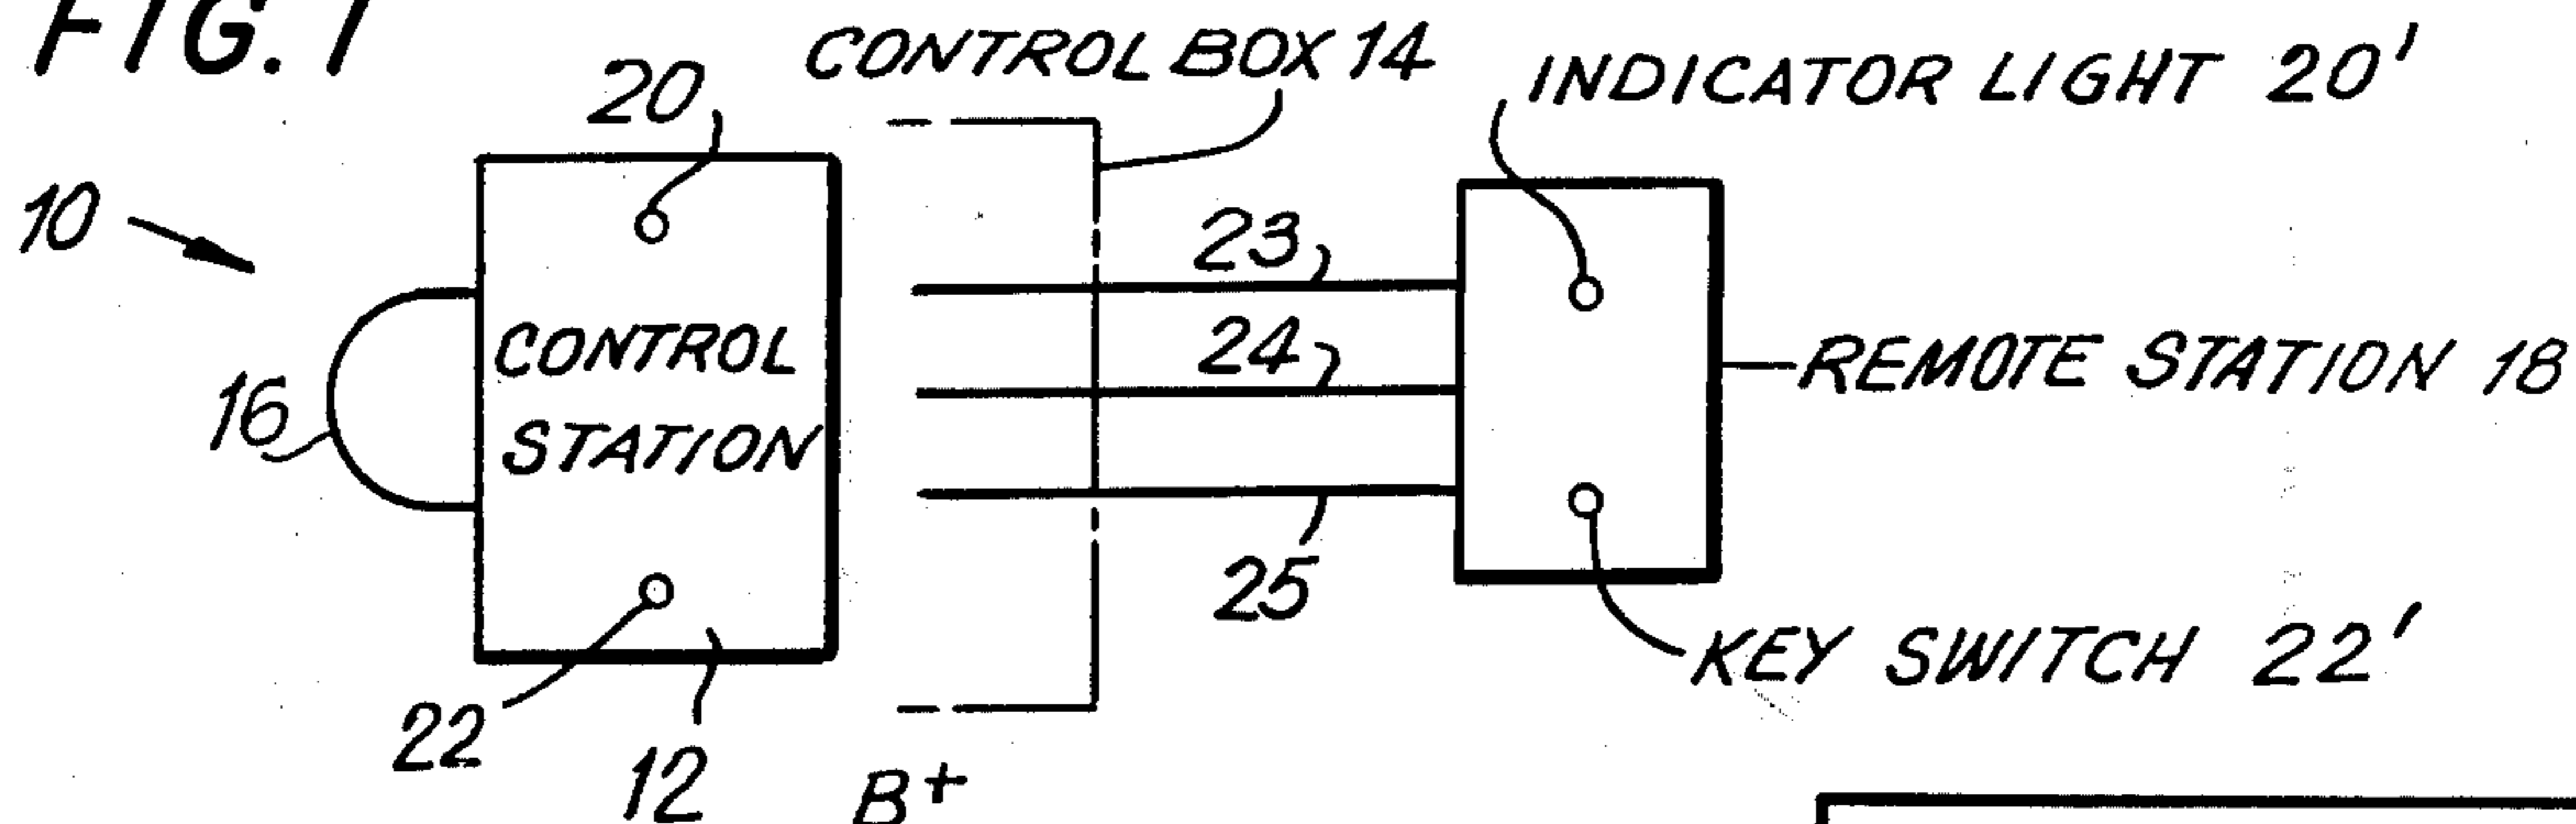 FIG. 1
CONTROL BOX 14
INDICATOR LIGHT 20'
20
10
23
CONTROL
STATION
24
REMOTE STATION 18
16
25
KEY SWITCH 22'
22
12
B+